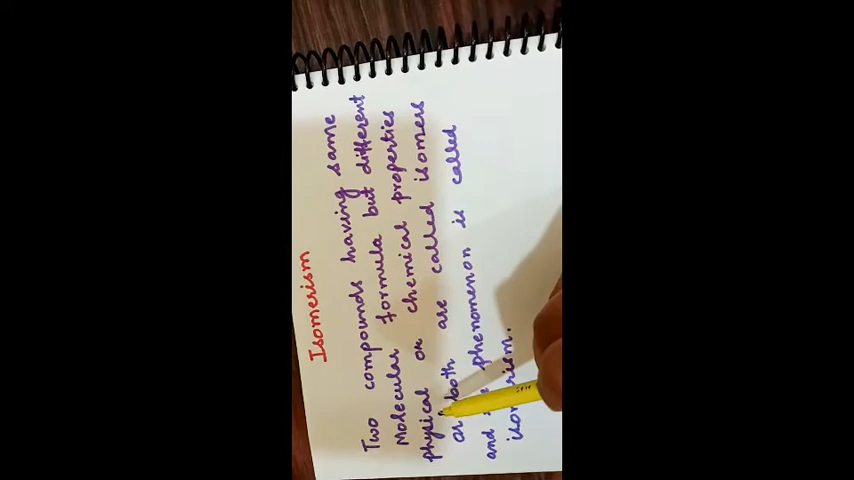 Isomerism
Two compounds having same
Molecular formula but different
physical or chemical properties
or both are called isomers
and phenomenon is called